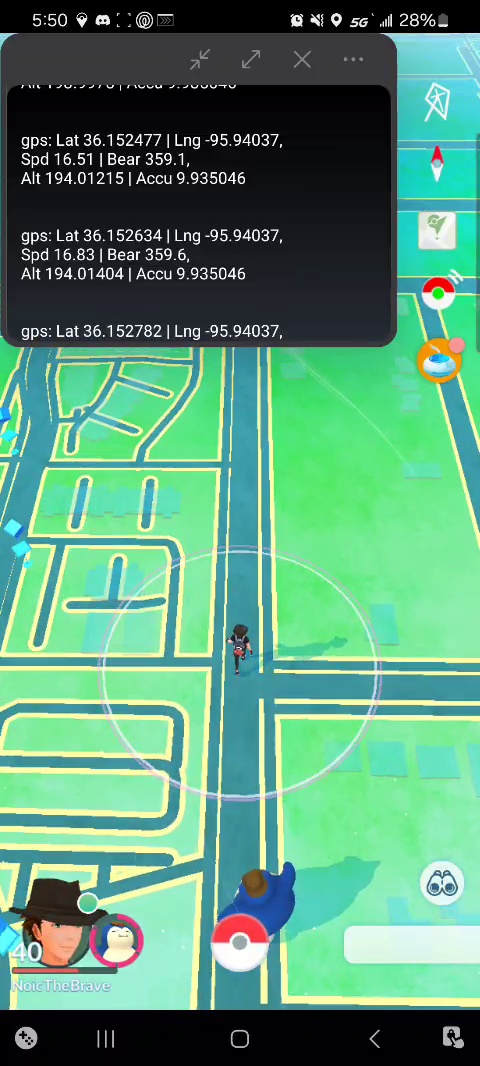 5:50
5G
28%
gps: Lat 36.152477 | Lng -95.94037,
Spd 16.51 | Bear 359.1,
Alt 194.01215 | Accu 9.935046
gps: Lat 36.152634 | Lng -95.94037,
Spd 16.83 | Bear 359.6,
Alt 194.01404 | Accu 9.935046
gps: Lat 36.152782 | Lng -95.94037,
40
NoicTheBrave